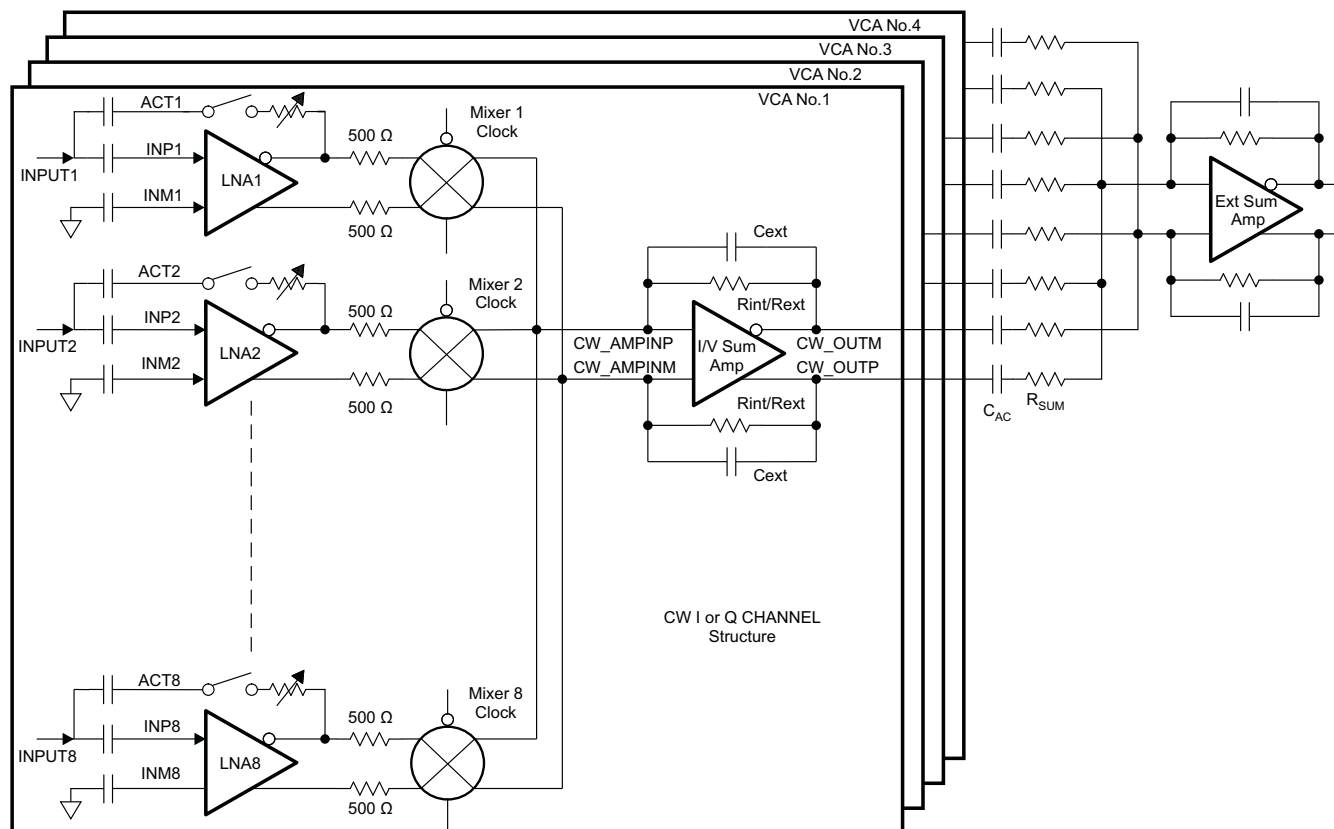 VCA No.4
VCA No.3
VCA No.2
VCA No.1
ACT1
INP1
INPUT1
INM1
LNA1
500 Ω
500 Ω
Mixer 1
Clock
ACT2
INP2
INPUT2
INM2
LNA2
500 Ω
500 Ω
Mixer 2
Clock
Cext
Rint/Rext
CW_AMPINP
CW_AMPINM
I/V Sum
Amp
CW_OUTM
CW_OUTP
Rint/Rext
Cext
Ext Sum
Amp
C_AC
R_SUM
CW I or Q CHANNEL
Structure
ACT8
INP8
INPUT8
INM8
LNA8
500 Ω
500 Ω
Mixer 8
Clock